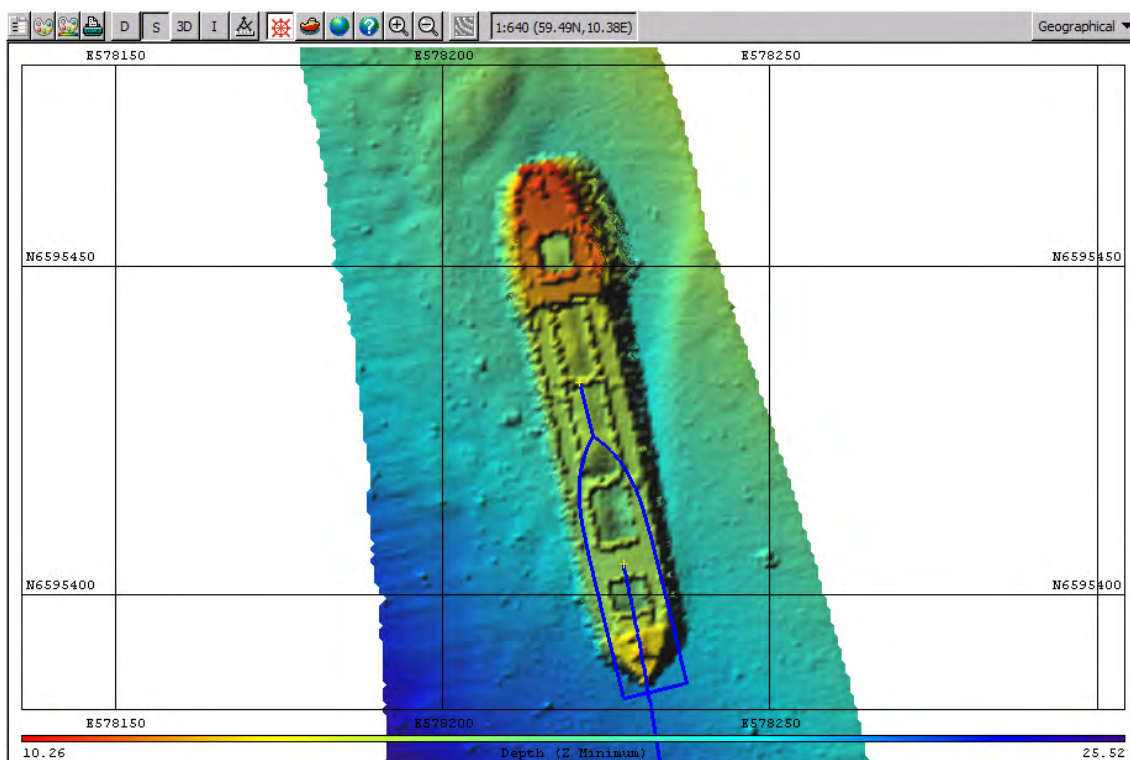 D S 3D I 1:640 (59.49N,10.38E) Geographical
E578150 E578200 E578250
N6595450 N6595450
N6595400 N6595400
E578150 E578200 E578250
10.26 Depth (Z Minimum) 25.52